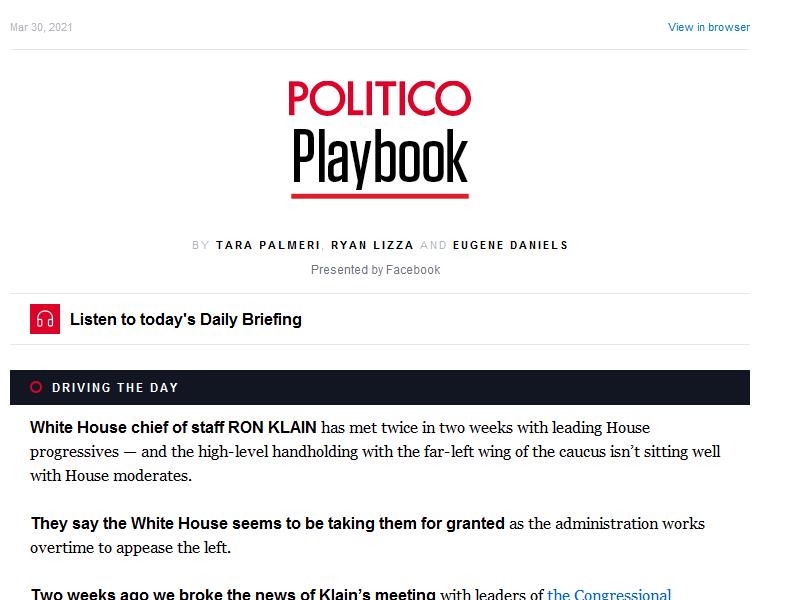 Mar 30, 2021
View in browser
POLITICO
Playbook
BY TARA PALMERI, RYAN LIZZA AND EUGENE DANIELS
Presented by Facebook
Listen to today's Daily Briefing
DRIVING THE DAY
White House chief of staff RON KLAIN has met twice in two weeks with leading House
progressives — and the high-level handholding with the far-left wing of the caucus isn’t sitting well
with House moderates.
They say the White House seems to be taking them for granted as the administration works
overtime to appease the left.
Two weeks ago we broke the news of Klain’s meeting with leaders of the Congressional